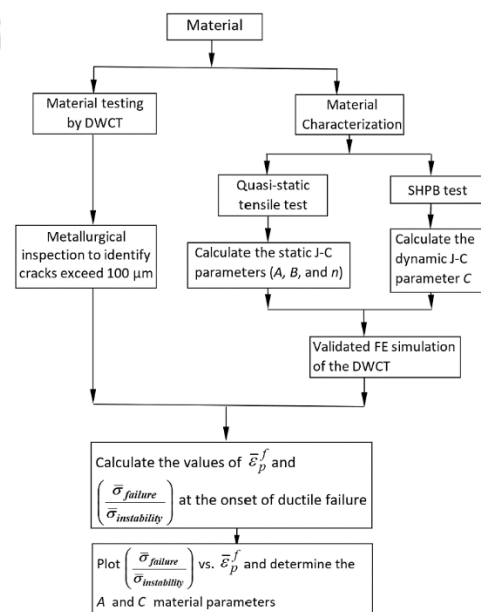 Material
Material testing
by DWCT
Material
Characterization
Quasi-static
tensile test
SHPB test
Metallurgical
inspection to identify
cracks exceed 100 μm
Calculate the static J-C
parameters (A, B, and n)
Calculate the
dynamic J-C
parameter C
Validated FE simulation
of the DWCT
Calculate the values of ε̄_p^f and
(σ̄_failure / σ̄_instability) at the onset of ductile failure
Plot (σ̄_failure / σ̄_instability) vs. ε̄_p^f and determine the
A and C material parameters